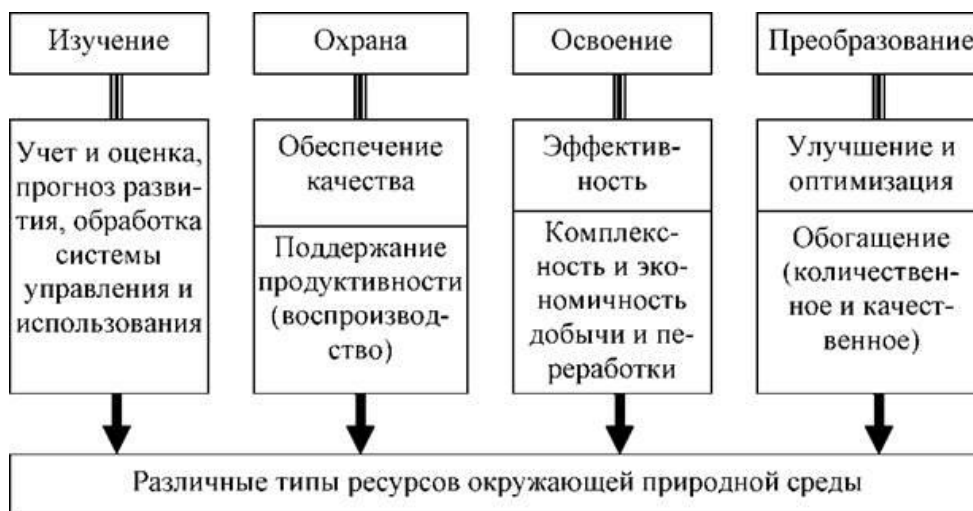 Изучение
Охрана
Освоение
Преобразование
Учет и оценка,
прогноз разви-
тия, обработка
системы
управления и
использования
Обеспечение
качества
Поддержание
продуктивности
(воспроизвод-
ство)
Эффектив-
ность
Комплекс-
ность и эко-
номичность
добычи и пе-
реработки
Улучшение и
оптимизация
Обогащение
(количествен-
ное и качест-
венное)
Различные типы ресурсов окружающей природной среды